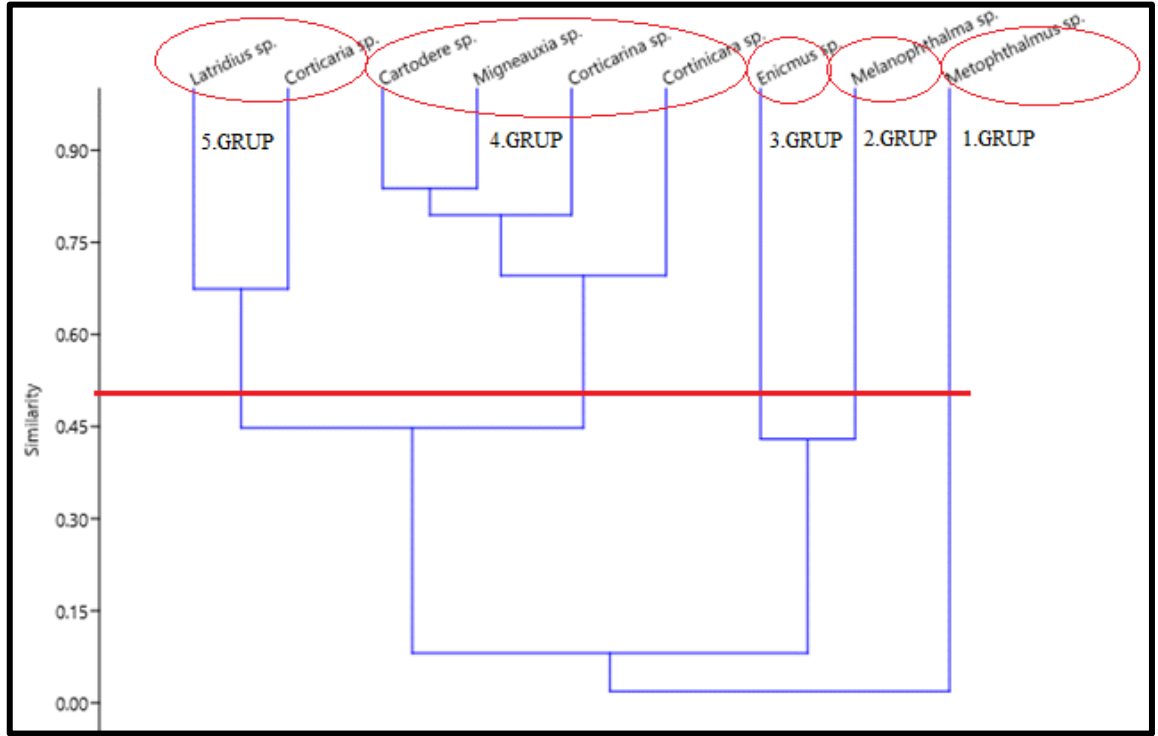 Latridius sp.
Corticaria sp.
Cartodere sp.
Migneauxia sp.
Corticarina sp.
Cortinicara sp.
Enicmus sp.
Melanophthalma sp.
Metophthalmus sp.
5.GRUP
4.GRUP
3.GRUP
2.GRUP
1.GRUP
0.90
0.75
0.60
0.45
0.30
0.15
0.00
Similarity